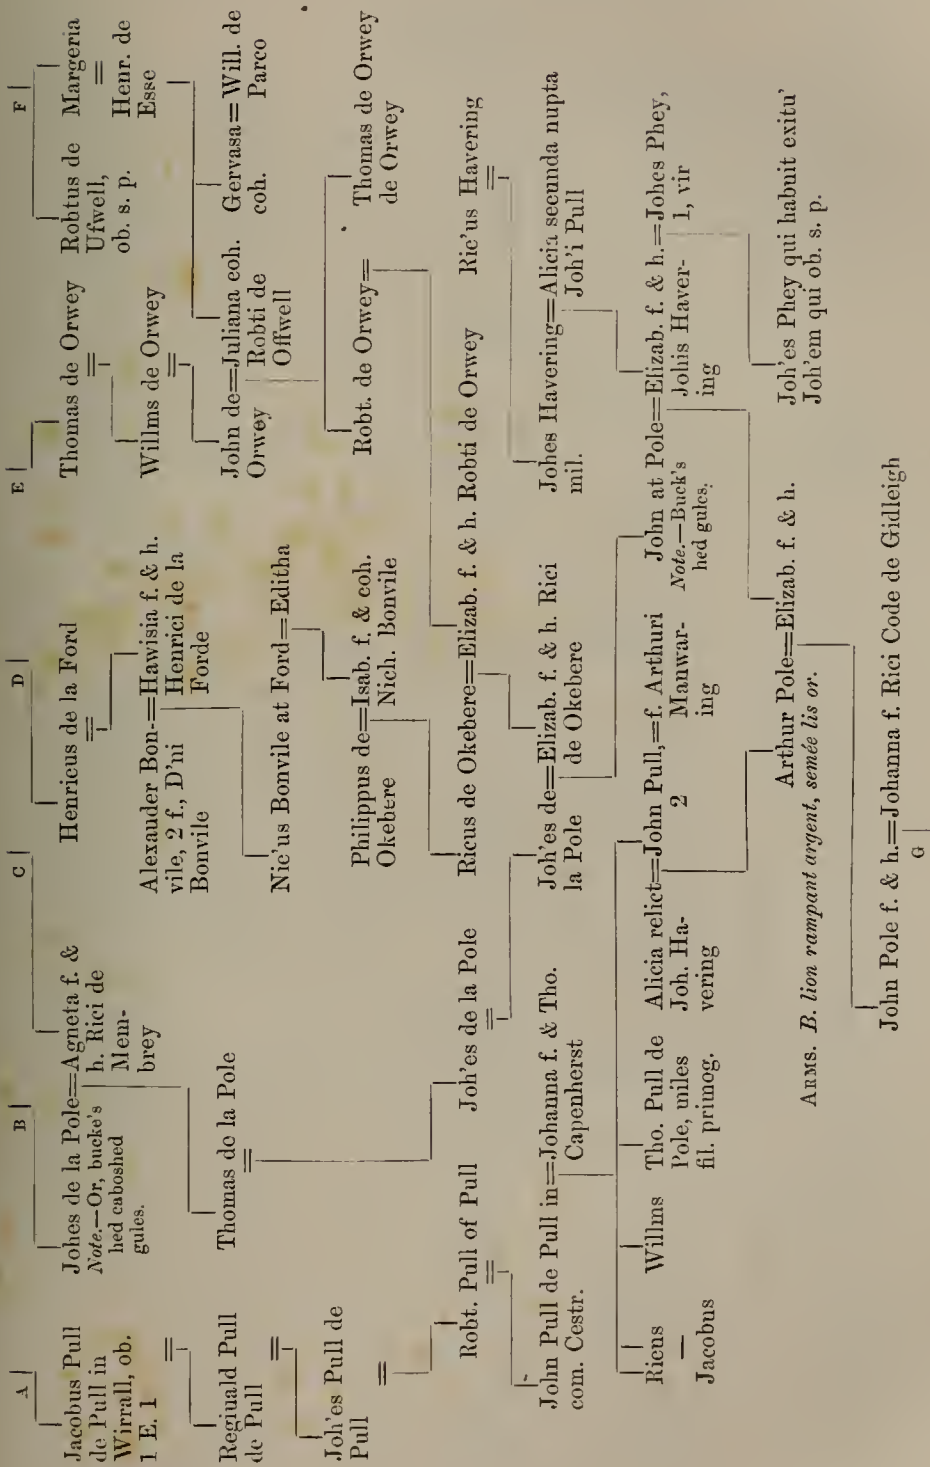 A
B
C
D
E
F
Jacobus Pull
de Pull in
Wirrall, ob.
1 E. 1
Johes de la Pole=Agneta f. &
h. Rici de
Mem-
brey
Note.—Or, bucke's
hed caboshed
gules.
Henricus de la Ford
Thomas de Orwey
Robtus de
Ufwell,
ob. s. p.
Margeria
=
Henr. de
Esse
Reginald Pull
de Pull
Thomas de la Pole
Alexauder Bon-=Hawisia f. & h.
vile, 2 f., D'ni
Bonvile
Henrici de la
Forde
Willms de Orwey
Joh'es Pull de
Pull
Nic'us Bonvile at Ford=Editha
John de=Juliana coh.
Orwey
Robti de
Offwell
Gervasa=Will. de
coh.
Parco
Philippus de=Isab. f. & coh.
Okebere
Nich. Bonvile
Robt. de Orwey=
Thomas de Orwey
de Orwey
Robt. Pull of Pull
Joh'es de la Pole
Ricus de Okebere=Elizab. f. & h. Robti de Orwey
Ric'us Havering
John Pull de Pull in=Johanna f. & Tho.
com. Cestr.
Capenherst
Joh'es de=Elizab. f. & h. Rici
la Pole
de Okebere
Johes Havering=Alicia secunda nupta
mil.
Joh'i Pull
Ricus
—
Jacobus
Willms
Tho. Pull de
Pole, miles
fil. primog.
Alicia relict=John Pull,=f. Arthuri
Joh. Ha-
vering
2
Manwar-
ing
John at Pole=Elizab. f. & h.=Johes Phey,
Note.—Buck's
hed gules.
Johis Haver-
ing
1, vir
Arthur Pole=Elizab. f. & h.
Joh'es Phey qui habuit exitu'
Joh'em qui ob. s. p.
Arms. B. lion rampant argent, semée lis or.
John Pole f. & h.=Johanna f. Rici Code de Gidleigh
G